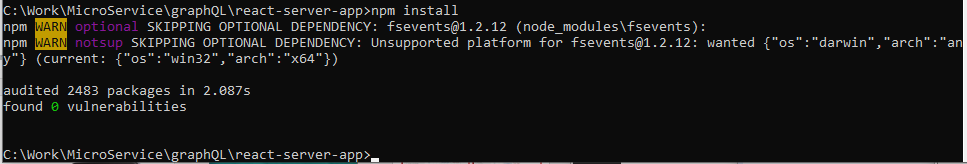 C:\Work\MicroService\graphQL\react-server-app>npm install
npm WARN optional SKIPPING OPTIONAL DEPENDENCY: fsevents@1.2.12 (node_modules\fsevents):
npm WARN notsup SKIPPING OPTIONAL DEPENDENCY: Unsupported platform for fsevents@1.2.12: wanted {"os":"darwin","arch":"an
y"} (current: {"os":"win32","arch":"x64"})
audited 2483 packages in 2.087s
found 0 vulnerabilities
C:\Work\MicroService\graphQL\react-server-app>